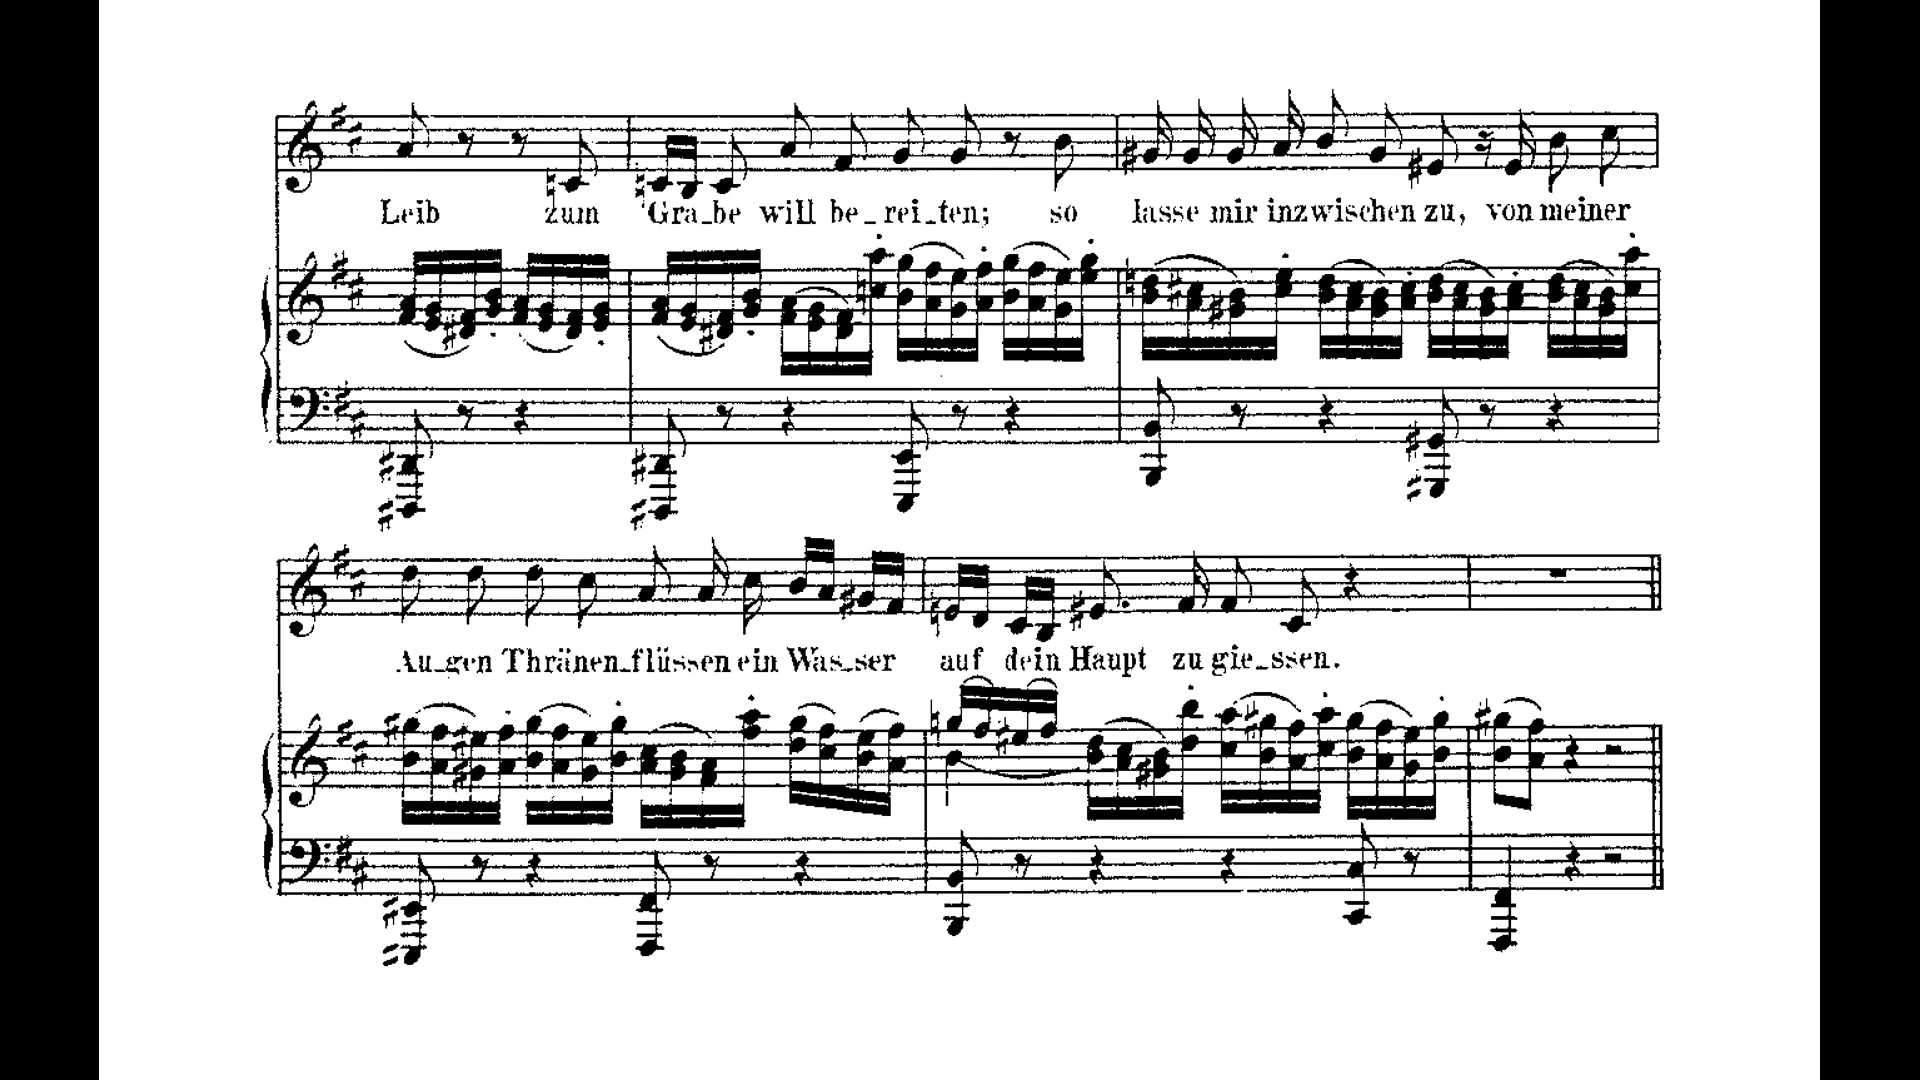 Leib zum Gra_be will be_rei_ten; so lasse mir inzwischen zu, von meiner
Au_gen Thränen_flüssen ein Was_ser auf dein Haupt zu gie_ssen.